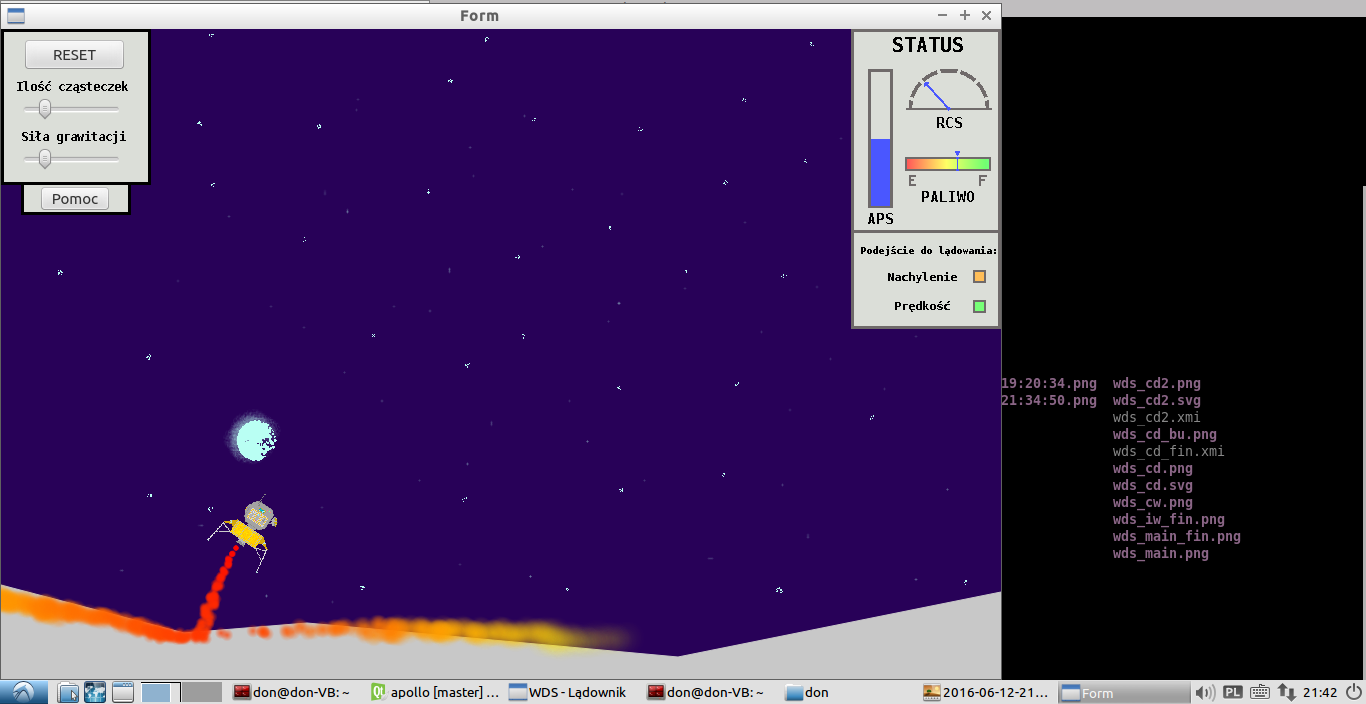 Form
RESET
Ilość cząsteczek
Siła grawitacji
Pomoc
STATUS
RCS
E F
PALIWO
APS
Podejście do lądowania:
Nachylenie
Prędkość
19:20:34.png wds_cd2.png
21:34:50.png wds_cd2.svg
wds_cd2.xmi
wds_cd_bu.png
wds_cd_fin.xmi
wds_cd.png
wds_cd.svg
wds_cw.png
wds_iw_fin.png
wds_main_fin.png
wds_main.png
don@don-VB: ~
apollo [master] ...
WDS - Lądownik
don@don-VB: ~
don
2016-06-12-21...
Form
PL
21:42